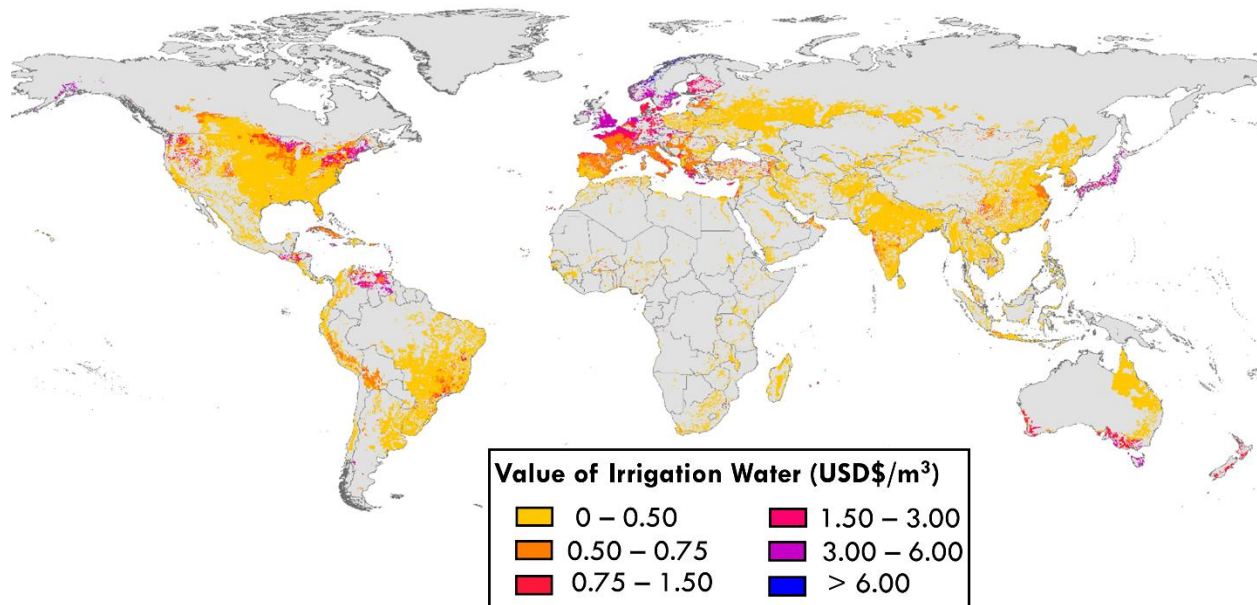 Value of Irrigation Water (USD$/m³)
0 – 0.50
0.50 – 0.75
0.75 – 1.50
1.50 – 3.00
3.00 – 6.00
> 6.00